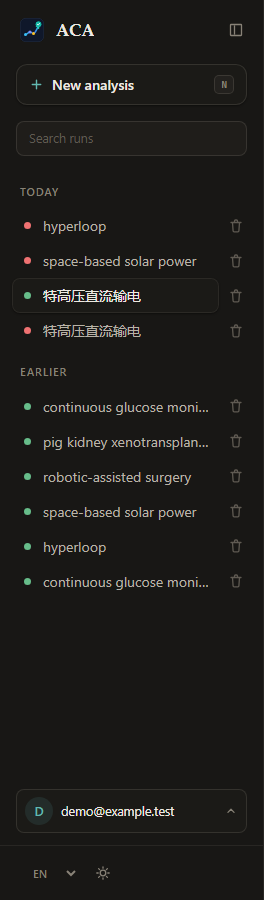 ACA
New analysis
N
Search runs
TODAY
hyperloop
space-based solar power
特高压直流输电
特高压直流输电
EARLIER
continuous glucose moni...
pig kidney xenotransplan...
robotic-assisted surgery
space-based solar power
hyperloop
continuous glucose moni...
D
demo@example.test
EN